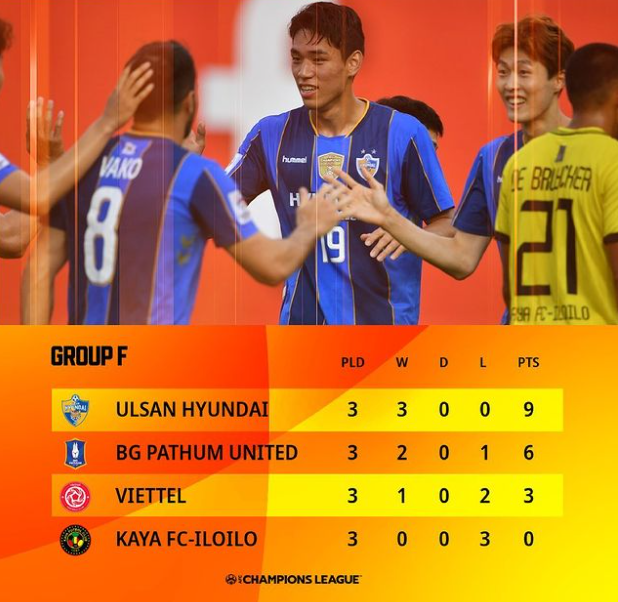 VAKO
8
hummel
19
DE BRUYCKER
21
KAYA FC-ILOILO
GROUP F
PLD W D L PTS
ULSAN HYUNDAI 3 3 0 0 9
BG PATHUM UNITED 3 2 0 1 6
VIETTEL 3 1 0 2 3
KAYA FC-ILOILO 3 0 0 3 0
AFC CHAMPIONS LEAGUE